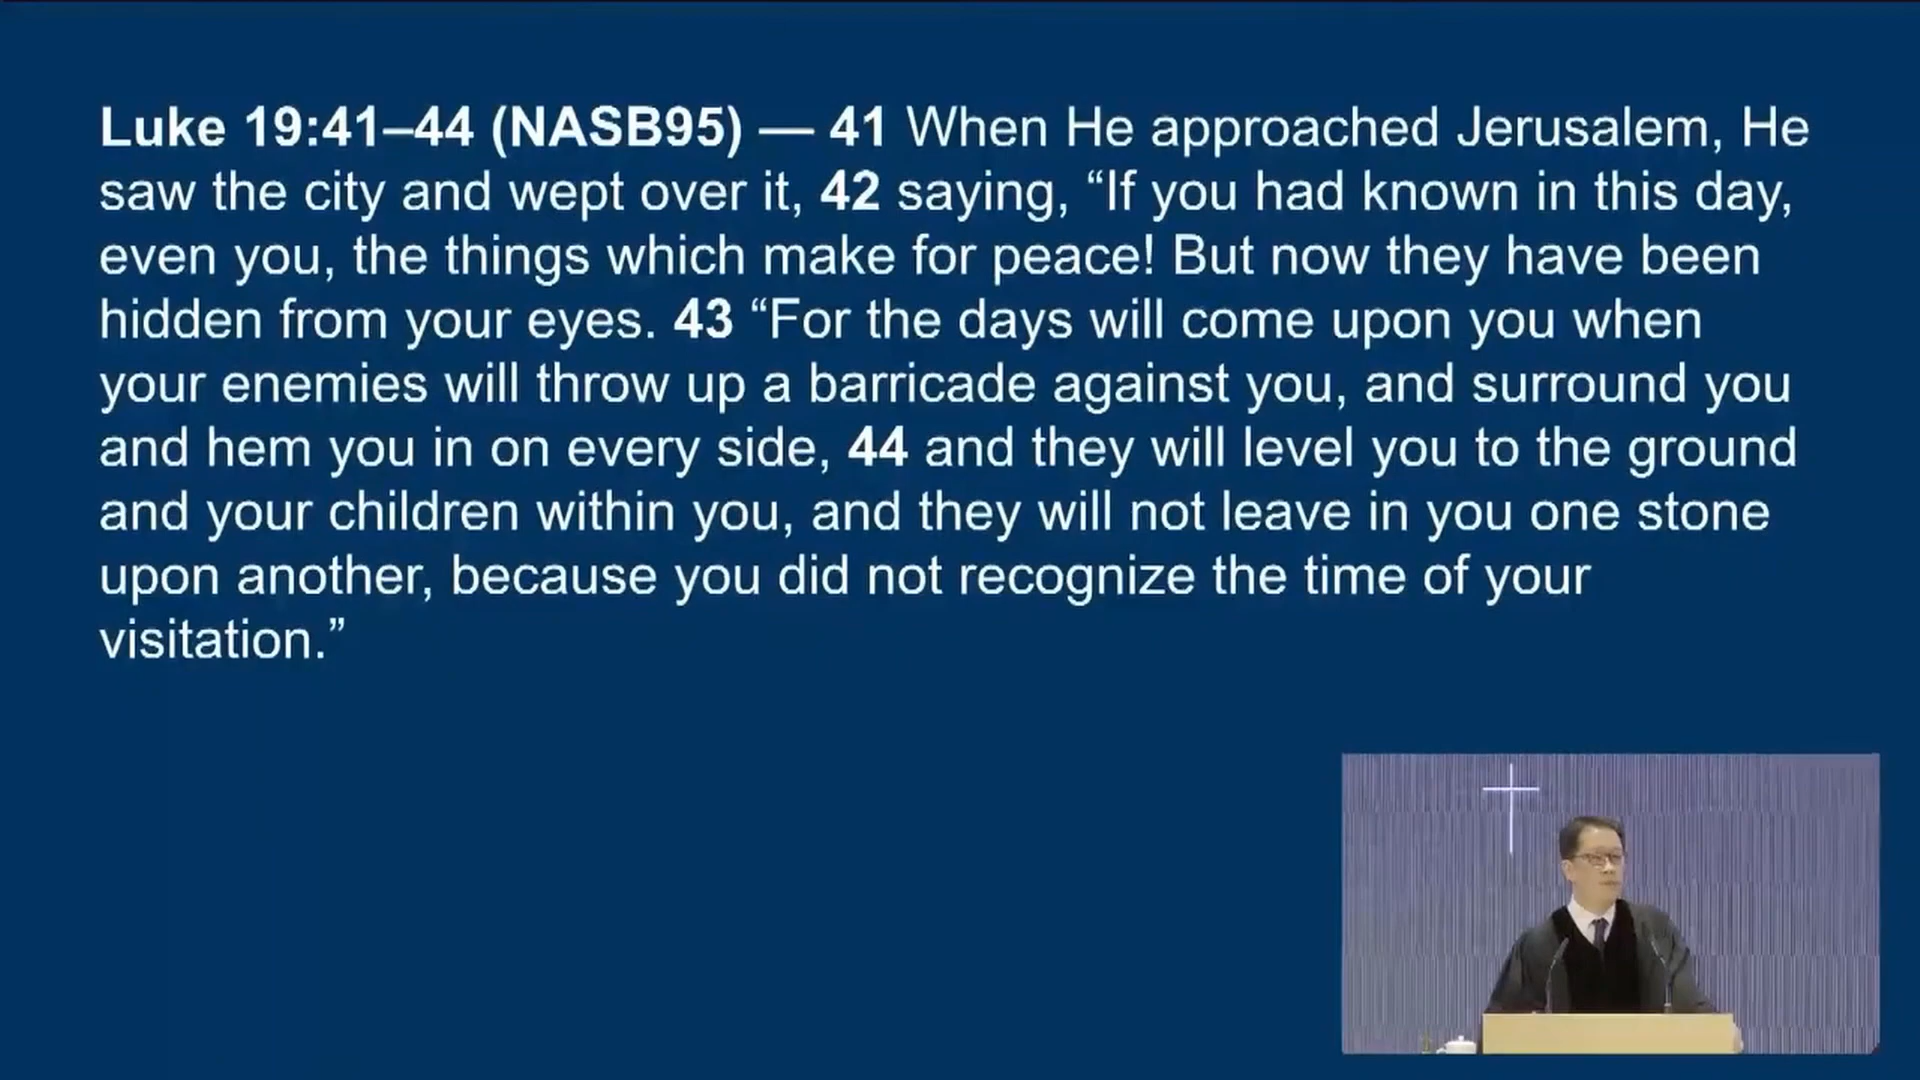 Luke 19:41–44 (NASB95) — 41 When He approached Jerusalem, He
saw the city and wept over it, 42 saying, “If you had known in this day,
even you, the things which make for peace! But now they have been
hidden from your eyes. 43 “For the days will come upon you when
your enemies will throw up a barricade against you, and surround you
and hem you in on every side, 44 and they will level you to the ground
and your children within you, and they will not leave in you one stone
upon another, because you did not recognize the time of your
visitation.”